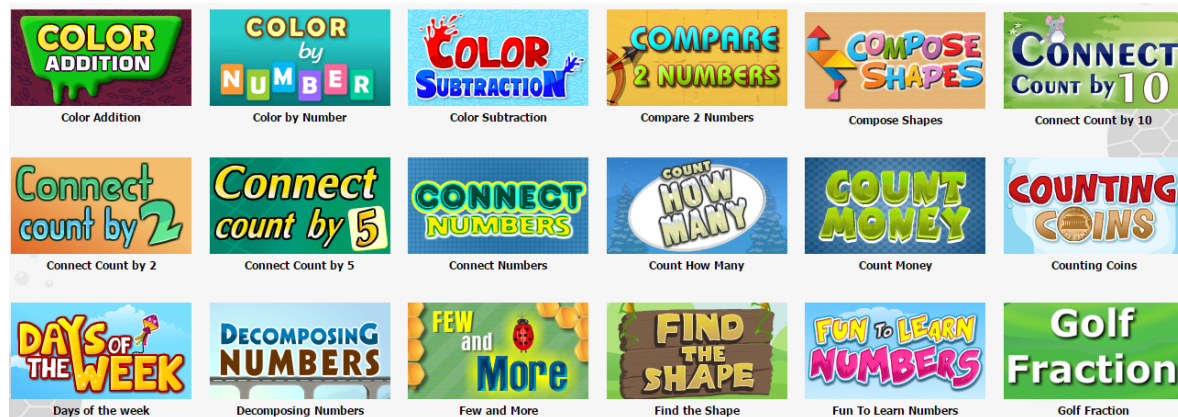 COLOR
ADDITION
COLOR
by
NUMBER
COLOR
SUBTRACTION
COMPARE
2 NUMBERS
COMPOSE
SHAPES
CONNECT
COUNT by 10
Color Addition
Color by Number
Color Subtraction
Compare 2 Numbers
Compose Shapes
Connect Count by 10
Connect
count by 2
Connect
count by 5
CONNECT
NUMBERS
COUNT
HOW
MANY
COUNT
MONEY
COUNTING
COINS
Connect Count by 2
Connect Count by 5
Connect Numbers
Count How Many
Count Money
Counting Coins
DAYS OF
THE WEEK
DECOMPOSING
NUMBERS
FEW
and
More
FIND
THE
SHAPE
FUN TO LEARN
NUMBERS
Golf
Fraction
Days of the week
Decomposing Numbers
Few and More
Find the Shape
Fun To Learn Numbers
Golf Fraction